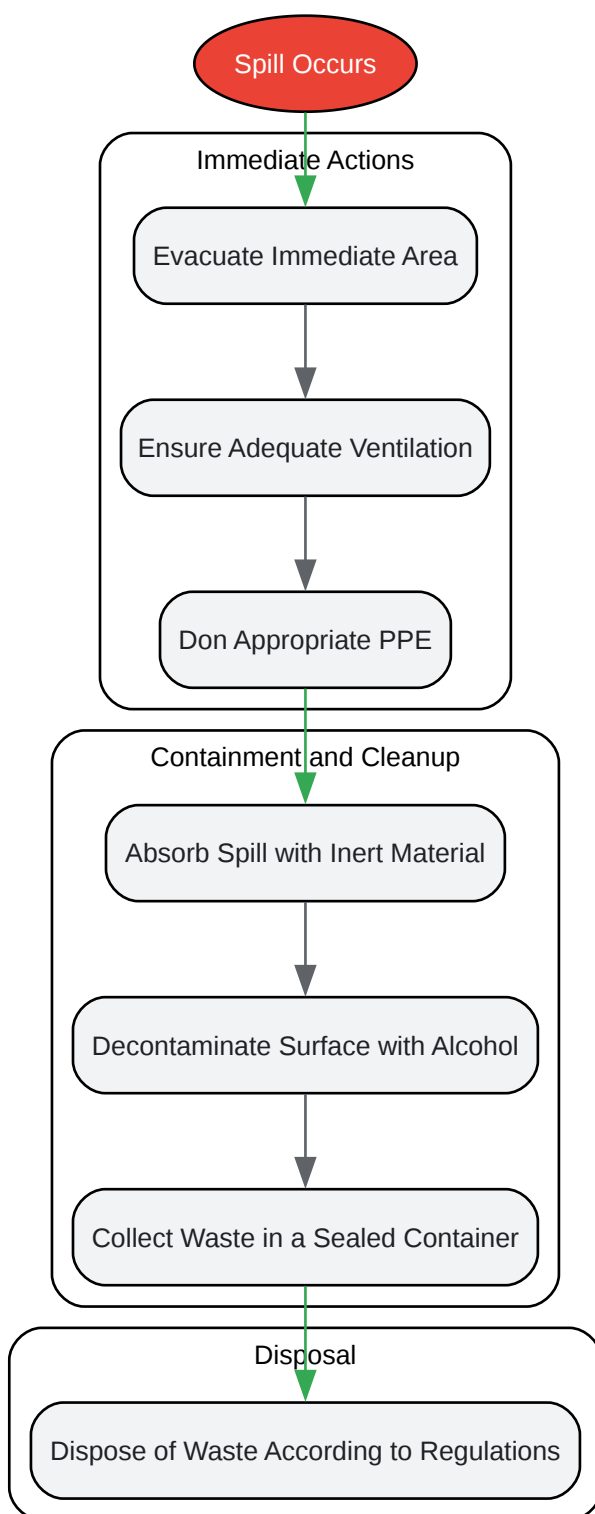 Spill Occurs
Immediate Actions
Evacuate Immediate Area
Ensure Adequate Ventilation
Don Appropriate PPE
Containment and Cleanup
Absorb Spill with Inert Material
Decontaminate Surface with Alcohol
Collect Waste in a Sealed Container
Disposal
Dispose of Waste According to Regulations